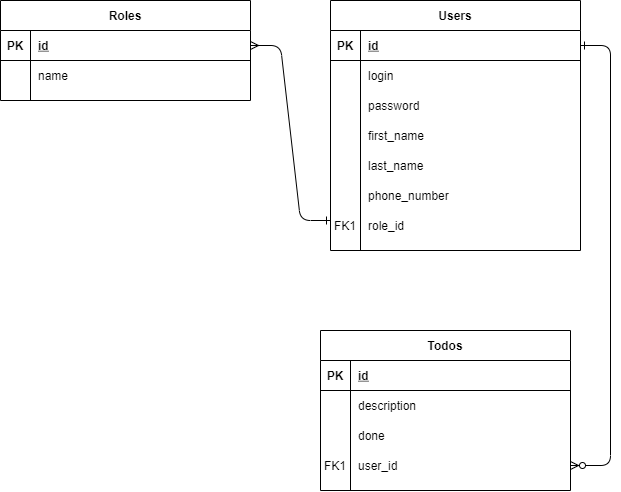 Roles
PK id
name
Users
PK id
login
password
first_name
last_name
phone_number
FK1 role_id
Todos
PK id
description
done
FK1 user_id